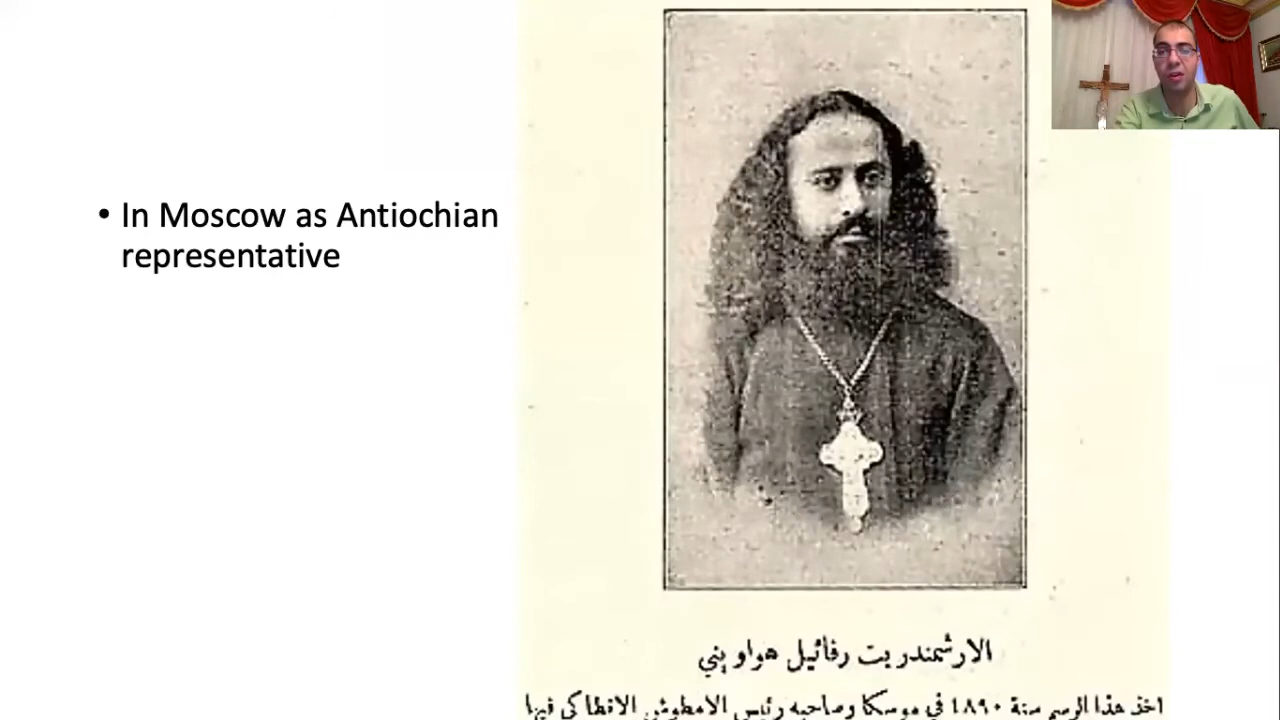 • In Moscow as Antiochian
representative
الارشمندريت رفائيل هواويني
اخذ هذا الرسم سنة ١٨٩٠ في موسكا وصاحبه رئيس الامطوش الانطاكي فيها